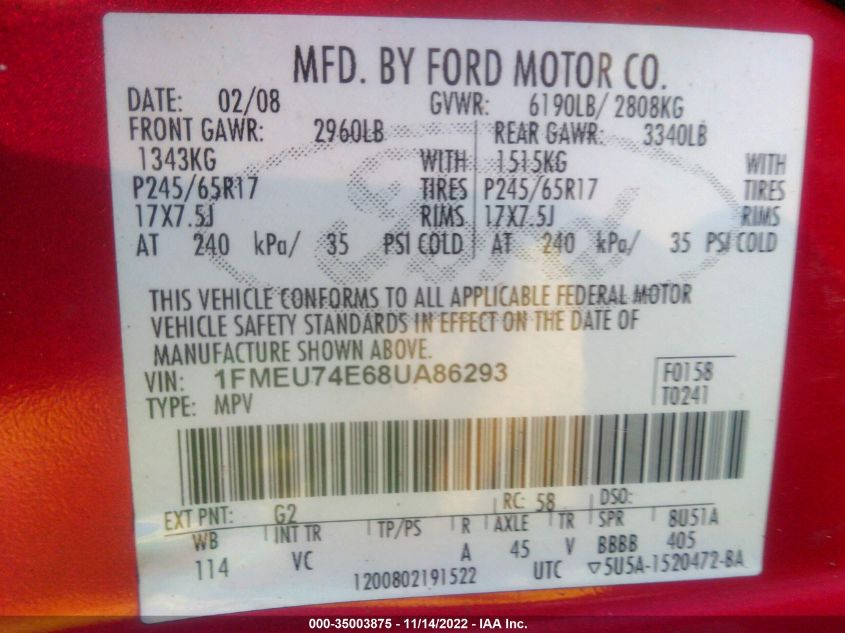 MFD. BY FORD MOTOR CO.
DATE: 02/08 GVWR: 6190LB/ 2808KG
FRONT GAWR: 2960LB REAR GAWR: 3340LB
1343KG WITH 1515KG WITH
P245/65R17 TIRES P245/65R17 TIRES
17X7.5J RIMS 17X7.5J RIMS
AT 240 kPa/ 35 PSI COLD AT 240 kPa/ 35 PSI COLD
THIS VEHICLE CONFORMS TO ALL APPLICABLE FEDERAL MOTOR
VEHICLE SAFETY STANDARDS IN EFFECT ON THE DATE OF
MANUFACTURE SHOWN ABOVE.
VIN: 1FMEU74E68UA86293 F0158
TYPE: MPV T0241
EXT PNT: G2 RC: 58 DSO:
WB INT TR TP/PS R AXLE TR SPR 8U51A
114 VC A 45 V BBBB 405
1200802191522 UTC ▽5U5A-1520472-BA
000-35003875 - 11/14/2022 - IAA Inc.